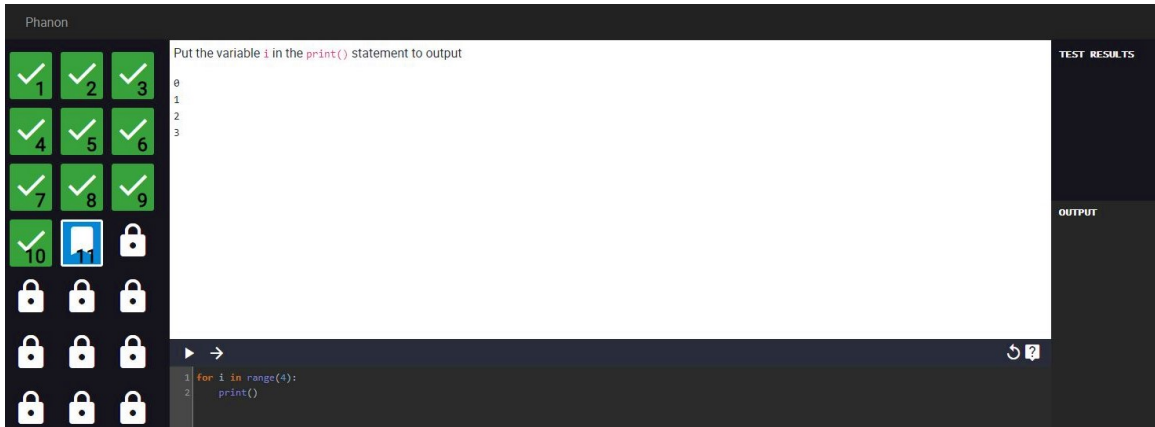 Phanon
1
2
3
4
5
6
7
8
9
10
11
Put the variable i in the print() statement to output
0
1
2
3
1 for i in range(4):
2 print()
TEST RESULTS
OUTPUT